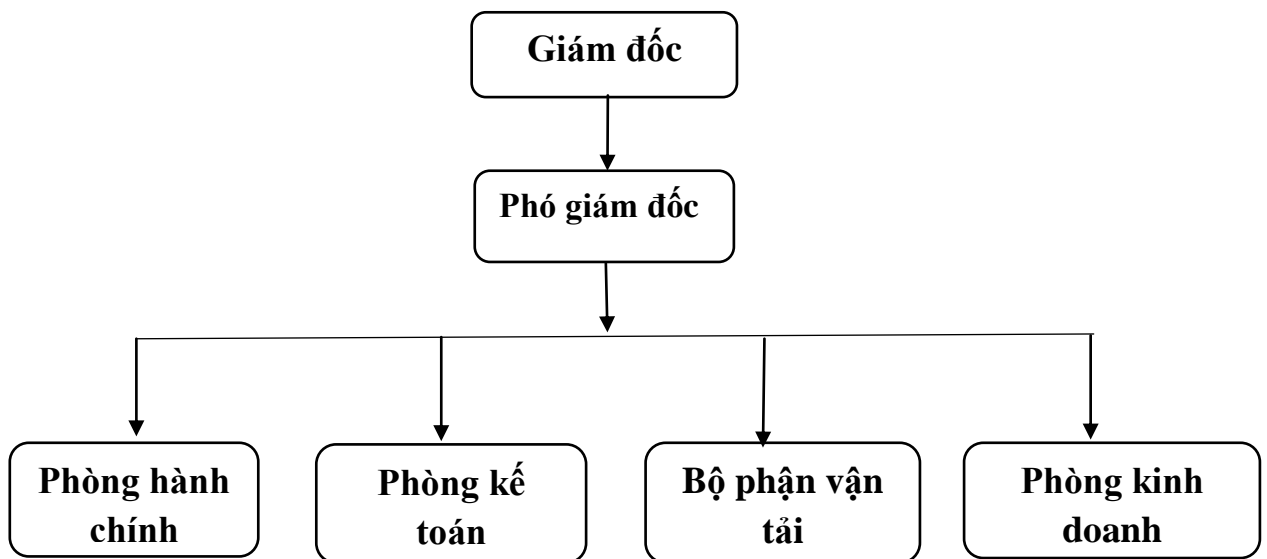 Giám đốc
Phó giám đốc
Phòng hành
chính
Phòng kế
toán
Bộ phận vận
tải
Phòng kinh
doanh